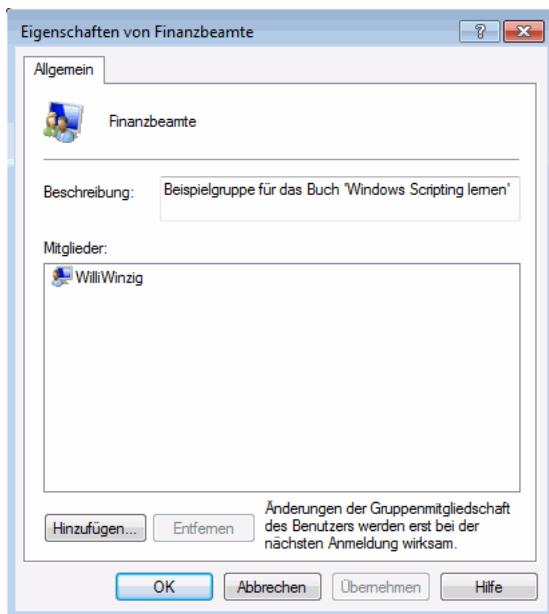 Eigenschaften von Finanzbeamte
Allgemein
Finanzbeamte
Beschreibung:
Beispielgruppe für das Buch 'Windows Scripting lernen'
Mitglieder:
WilliWinzig
Hinzufügen...
Entfernen
Änderungen der Gruppenmitgliedschaft
des Benutzers werden erst bei der
nächsten Anmeldung wirksam.
OK
Abbrechen
Übernehmen
Hilfe